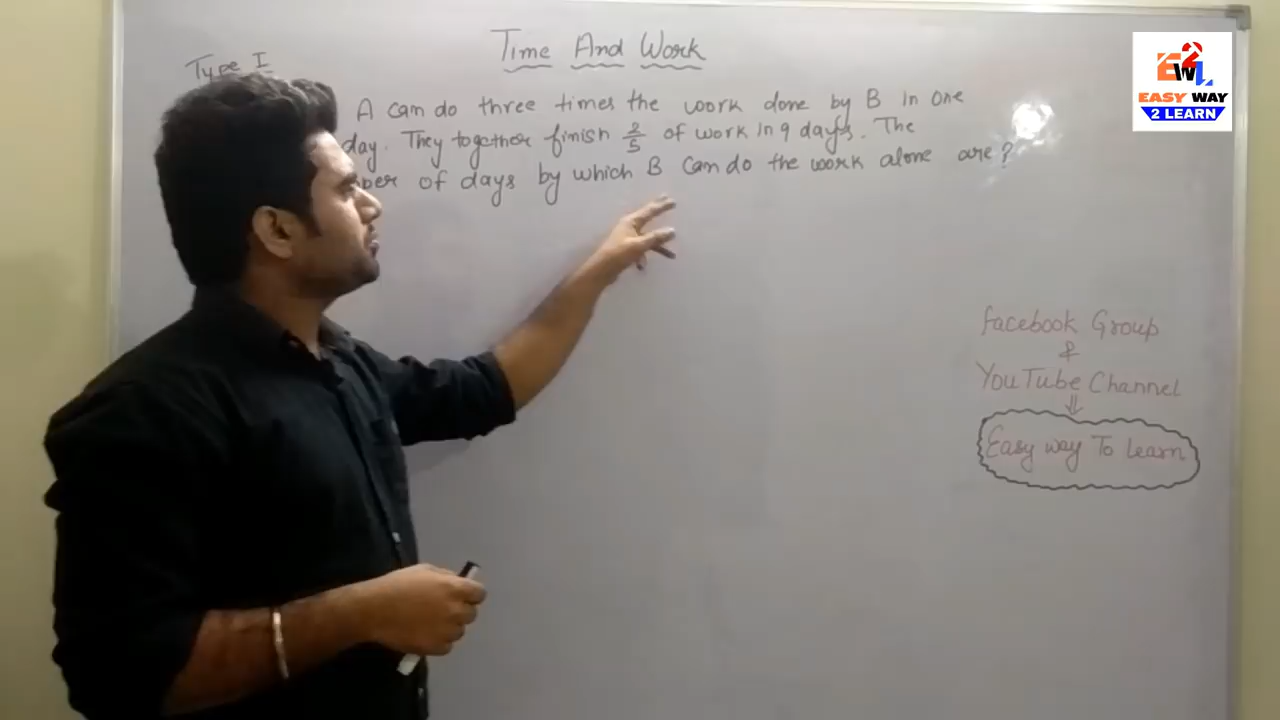 Time And Work
Type I
A can do three times the work done by B in one
day. They together finish 2/5 of work in 9 days. The
ber of days by which B can do the work alone are?
Facebook Group
&
YouTube Channel
⇓
Easy way To Learn
E2L
W
EASY WAY
2 LEARN